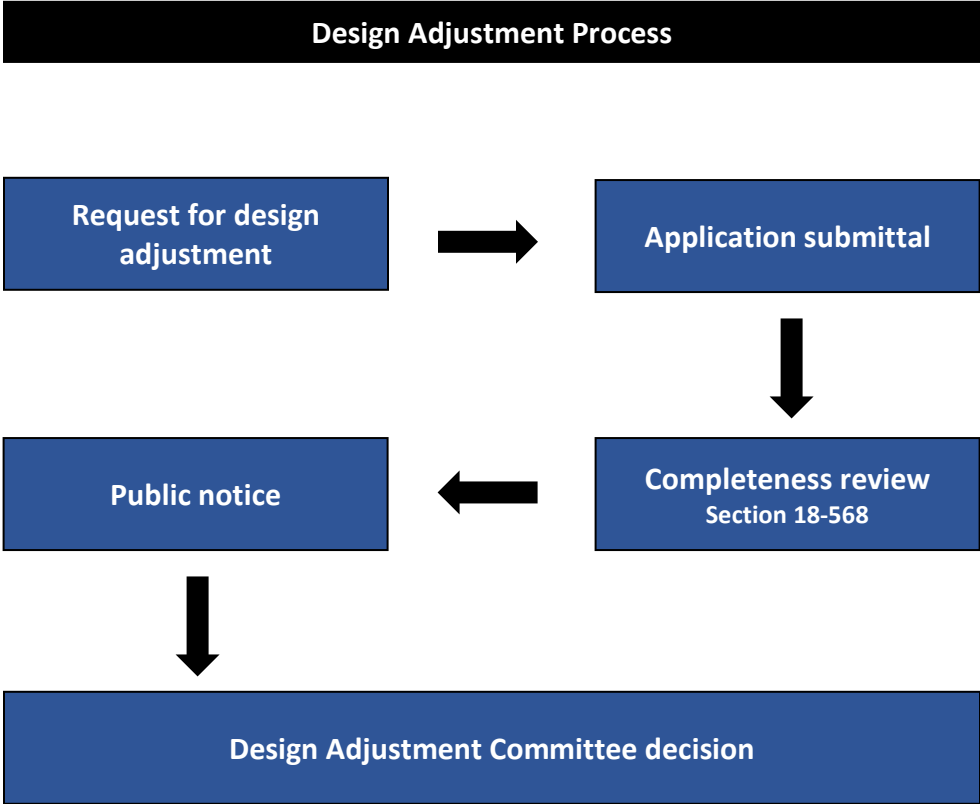 Design Adjustment Process
Request for design
adjustment
Application submittal
Completeness review
Section 18-568
Public notice
Design Adjustment Committee decision